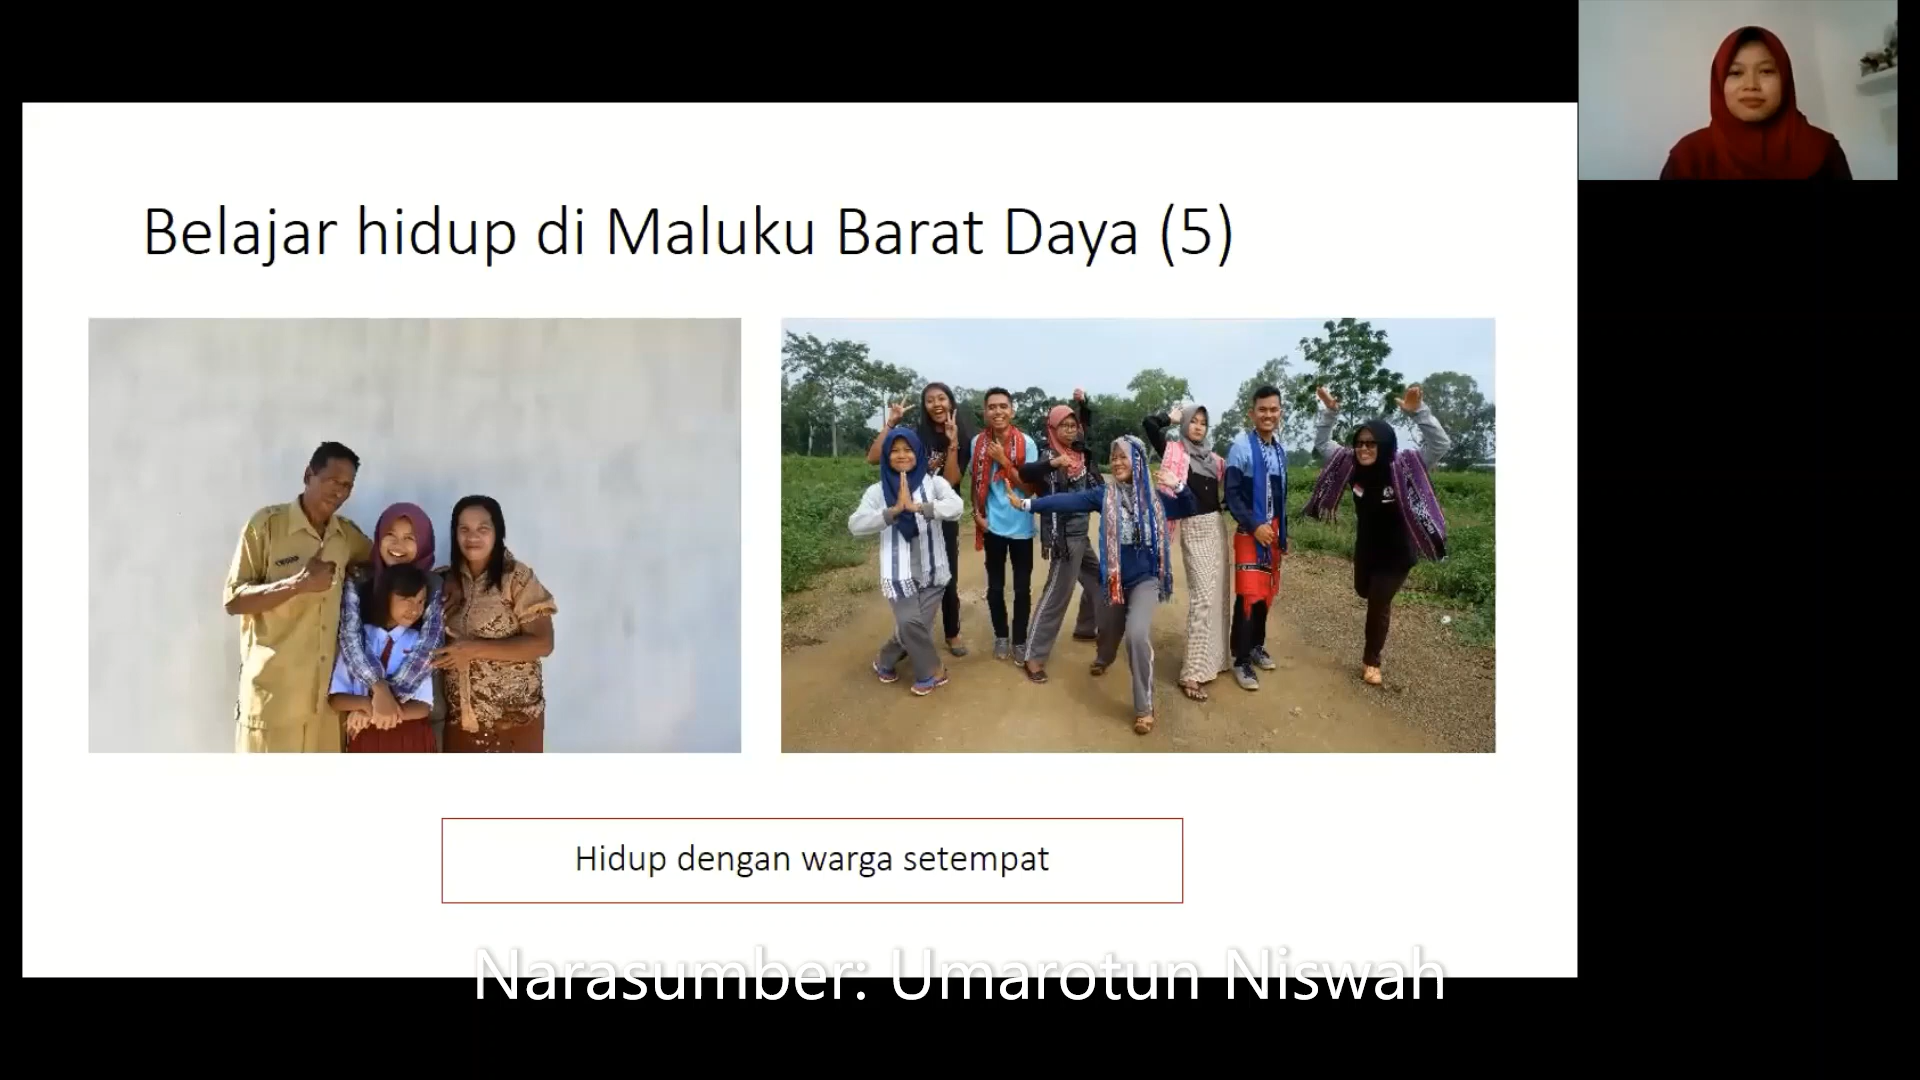 Belajar hidup di Maluku Barat Daya (5)
Hidup dengan warga setempat
Narasumber: Umarotun Niswah